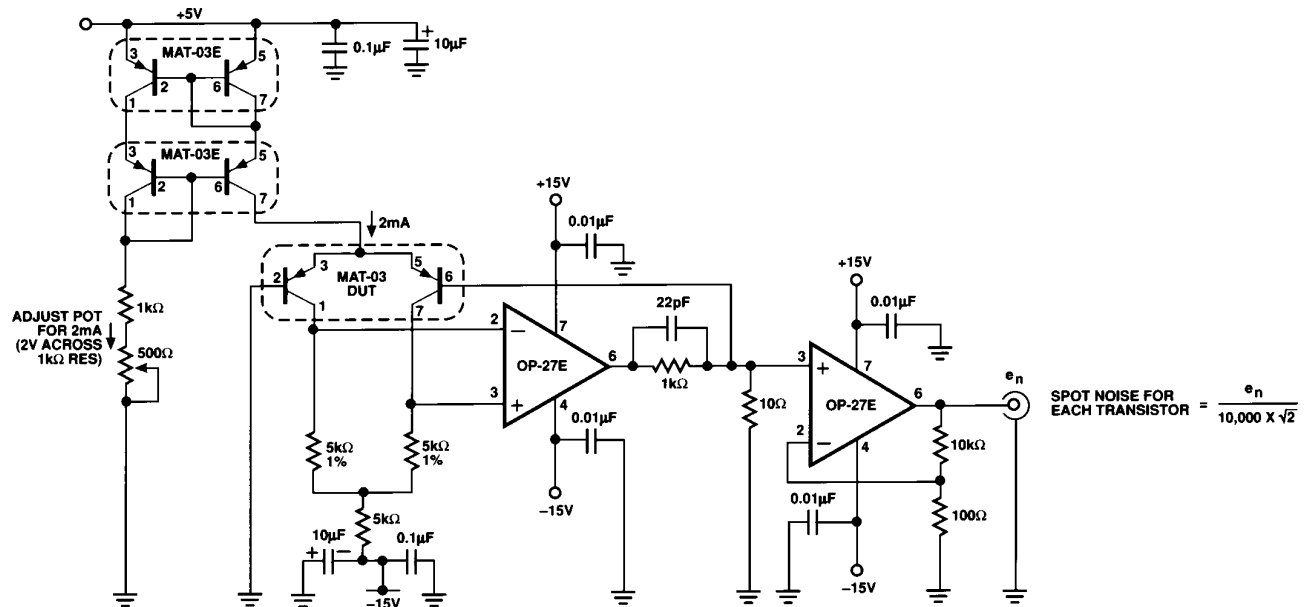 +5V
MAT-03E
3
5
2
6
1
7
0.1µF
+
10µF
MAT-03E
3
5
2
6
1
7
2mA
1kΩ
ADJUST POT
FOR 2mA
(2V ACROSS
1kΩ RES)
500Ω
MAT-03
DUT
2
3
5
6
1
7
5kΩ
1%
5kΩ
1%
5kΩ
10µF
+
−
0.1µF
−15V
+15V
0.01µF
2
−
7
OP-27E
6
3
+
4
0.01µF
−15V
22pF
1kΩ
10Ω
+15V
0.01µF
3
+
7
OP-27E
6
2
−
4
0.01µF
−15V
10kΩ
100Ω
en
SPOT NOISE FOR
EACH TRANSISTOR = en / 10,000 X √2